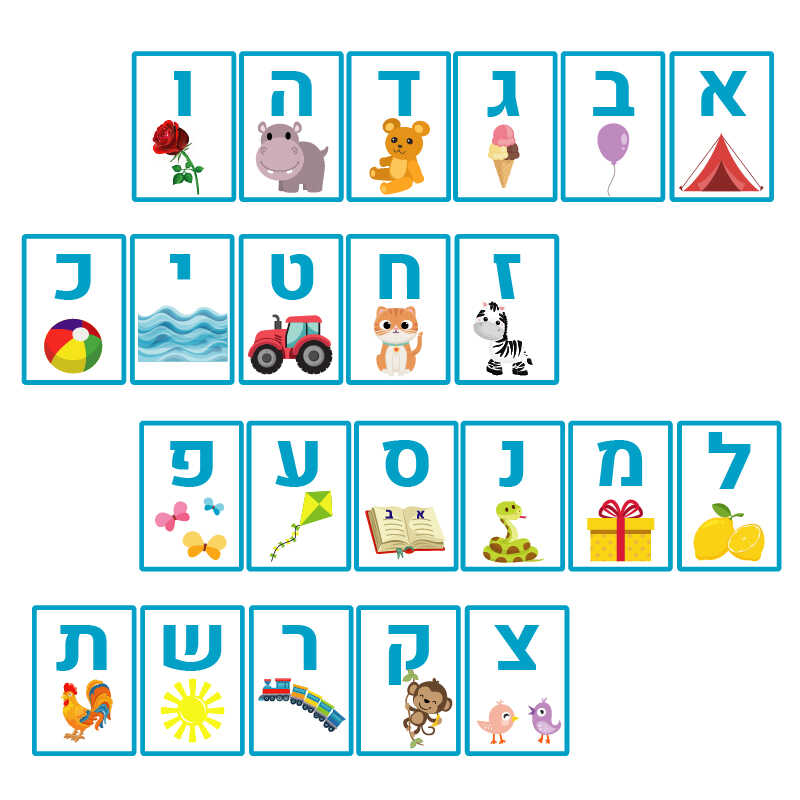 א ב ג ד ה ו
ז ח ט י כ
ל מ נ ס ע פ
א ב
צ ק ר ש ת